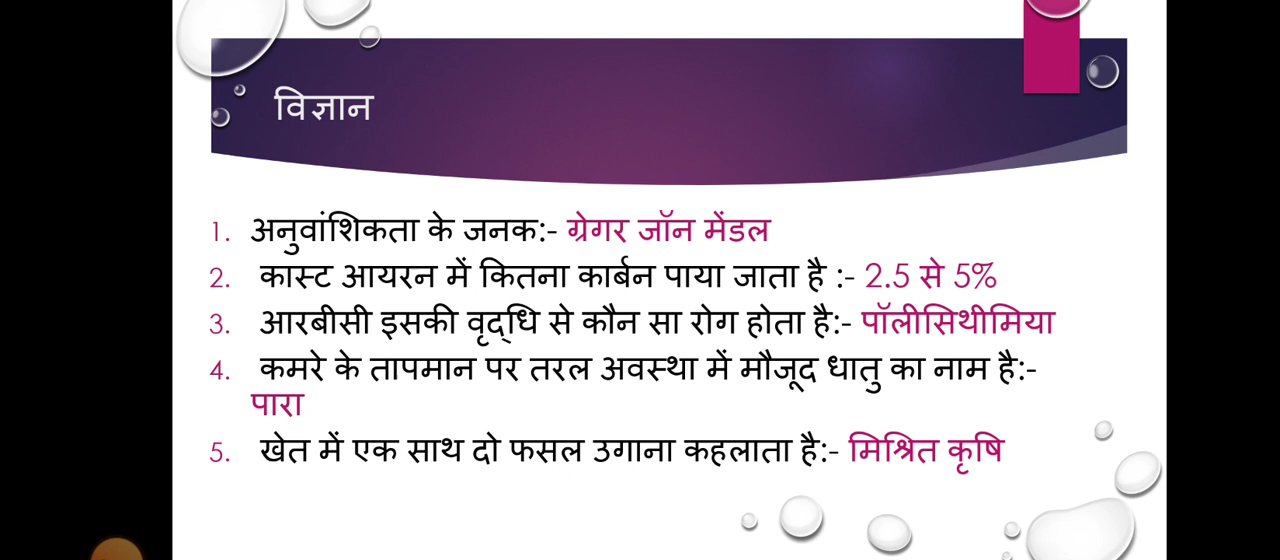 विज्ञान
1. अनुवांशिकता के जनक:- ग्रेगर जॉन मेंडल
2. कास्ट आयरन में कितना कार्बन पाया जाता है :- 2.5 से 5%
3. आरबीसी इसकी वृद्धि से कौन सा रोग होता है:- पॉलीसिथीमिया
4. कमरे के तापमान पर तरल अवस्था में मौजूद धातु का नाम है:-
पारा
5. खेत में एक साथ दो फसल उगाना कहलाता है:- मिश्रित कृषि